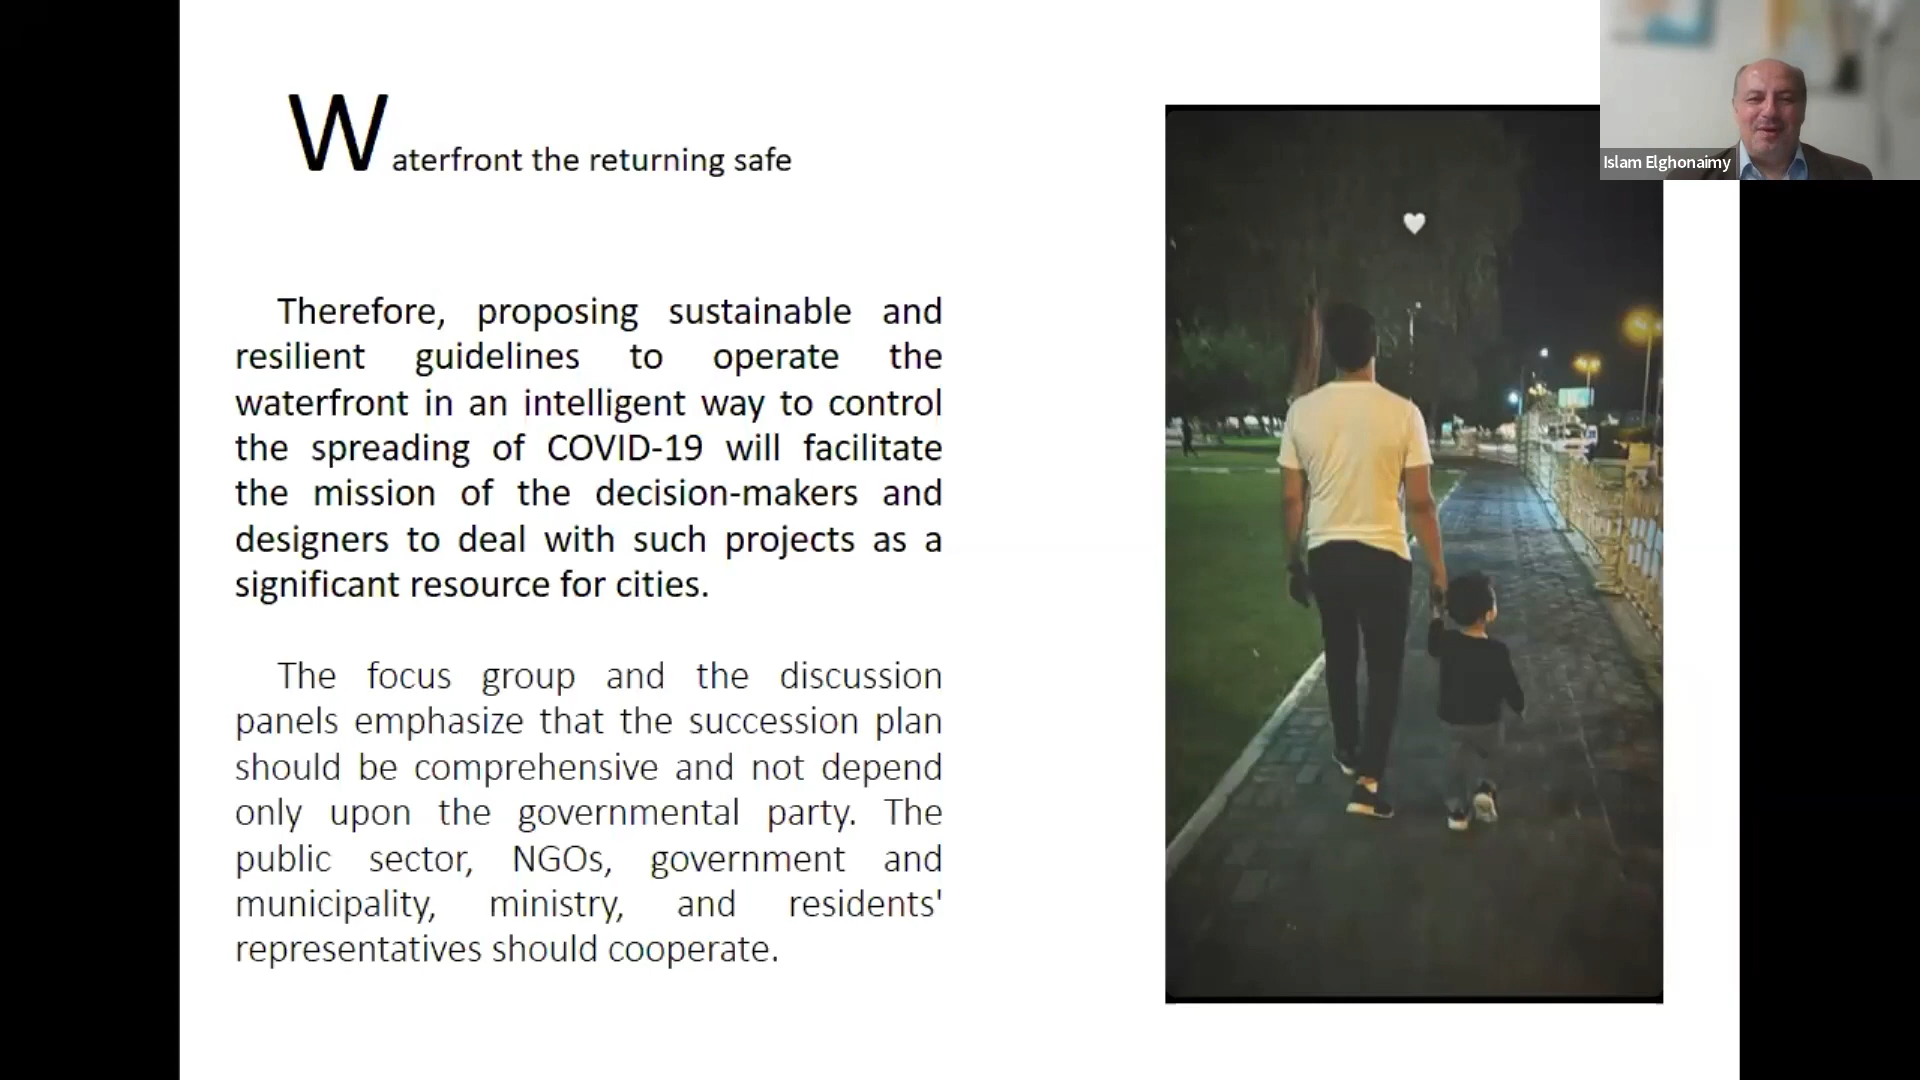 Waterfront the returning safe
Islam Elghonaimy
Therefore, proposing sustainable and
resilient guidelines to operate the
waterfront in an intelligent way to control
the spreading of COVID-19 will facilitate
the mission of the decision-makers and
designers to deal with such projects as a
significant resource for cities.
The focus group and the discussion
panels emphasize that the succession plan
should be comprehensive and not depend
only upon the governmental party. The
public sector, NGOs, government and
municipality, ministry, and residents'
representatives should cooperate.